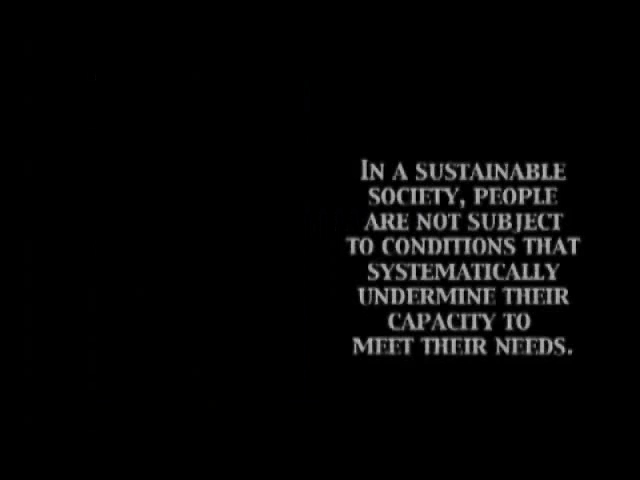 In a sustainable
society, people
are not subject
to conditions that
systematically
undermine their
capacity to
meet their needs.